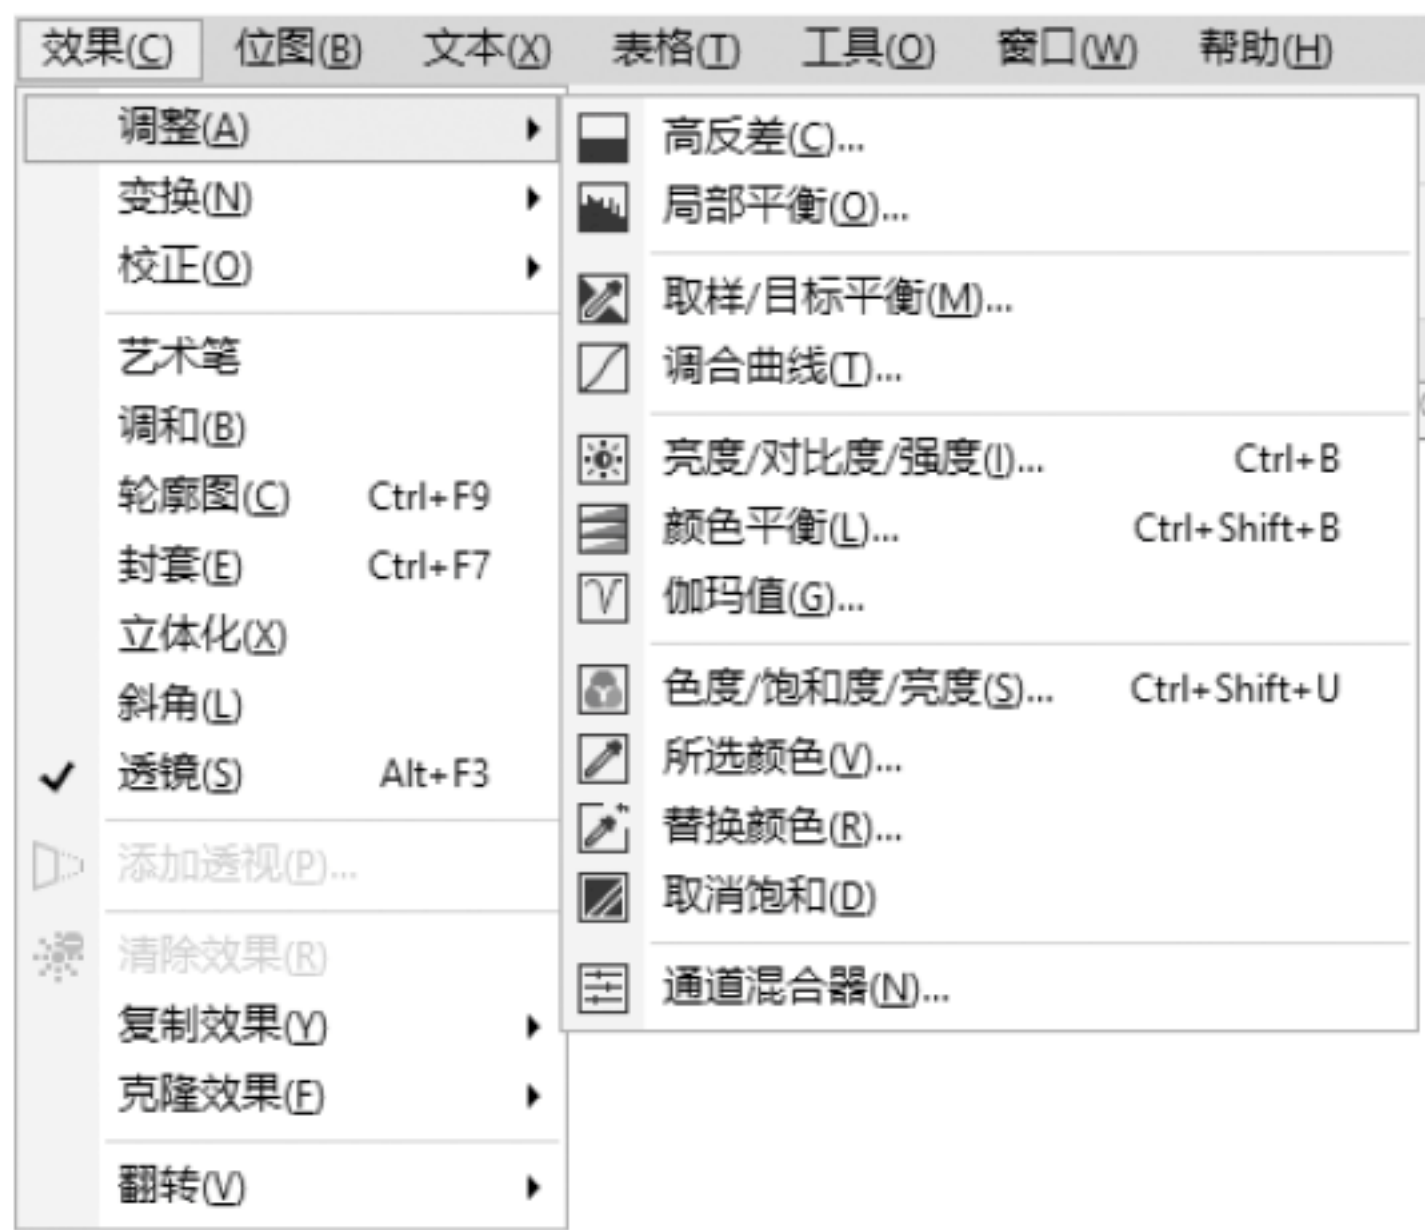 效果(C) 位图(B) 文本(X) 表格(T) 工具(O) 窗口(W) 帮助(H)
调整(A)
变换(N)
校正(O)
艺术笔
调和(B)
轮廓图(C) Ctrl+F9
封套(E) Ctrl+F7
立体化(X)
斜角(L)
透镜(S) Alt+F3
添加透视(P)...
清除效果(R)
复制效果(Y)
克隆效果(F)
翻转(V)
高反差(C)...
局部平衡(O)...
取样/目标平衡(M)...
调合曲线(T)...
亮度/对比度/强度(I)... Ctrl+B
颜色平衡(L)... Ctrl+Shift+B
伽玛值(G)...
色度/饱和度/亮度(S)... Ctrl+Shift+U
所选颜色(V)...
替换颜色(R)...
取消饱和(D)
通道混合器(N)...